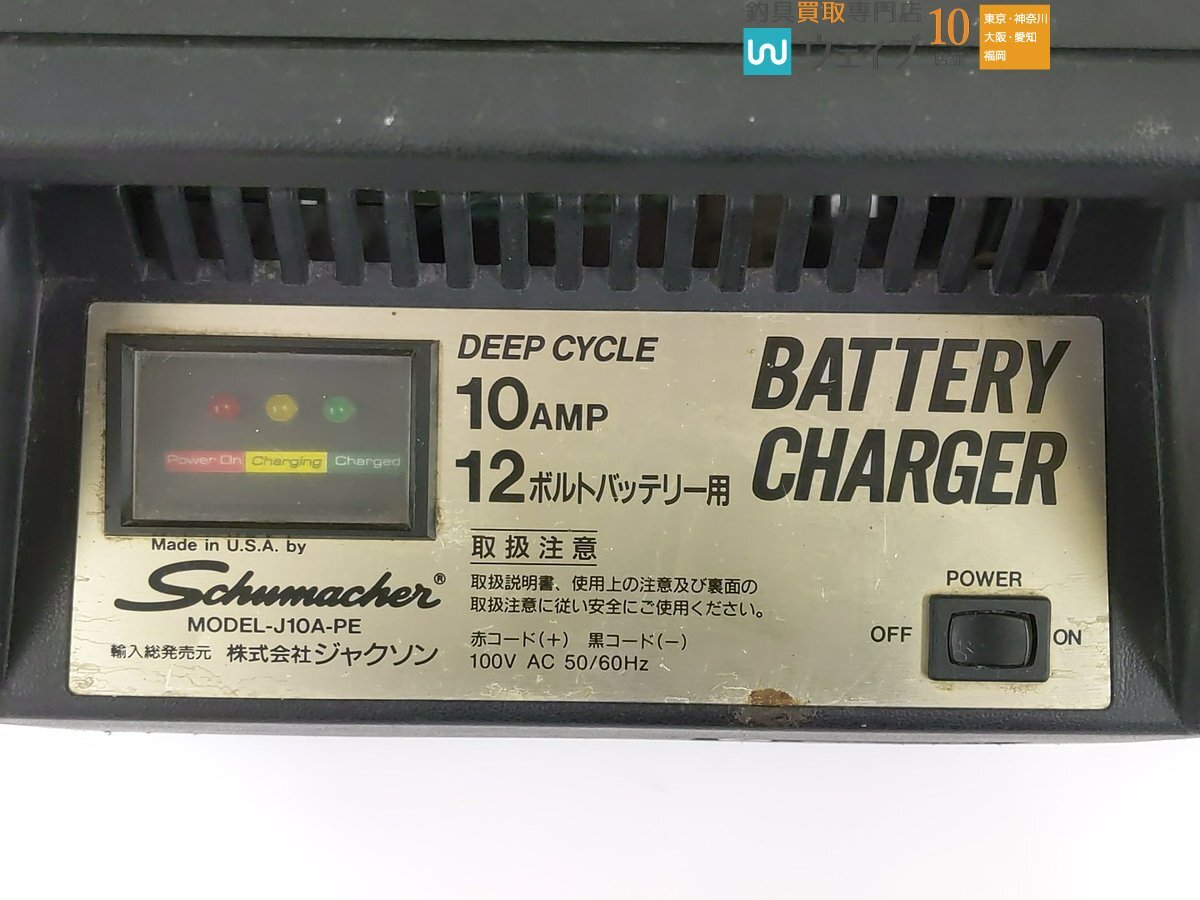 釣具買取専門店
ウェイブ
10
店舗
東京・神奈川
大阪・愛知
福岡
DEEP CYCLE
10AMP
12ボルトバッテリー用
BATTERY
CHARGER
Power On Charging Charged
Made in U.S.A. by
Schumacher®
MODEL-J10A-PE
輸入総発売元 株式会社ジャクソン
取扱注意
取扱説明書、使用上の注意及び裏面の
取扱注意に従い安全にご使用ください。
赤コード(+) 黒コード(−)
100V AC 50/60Hz
POWER
OFF
ON